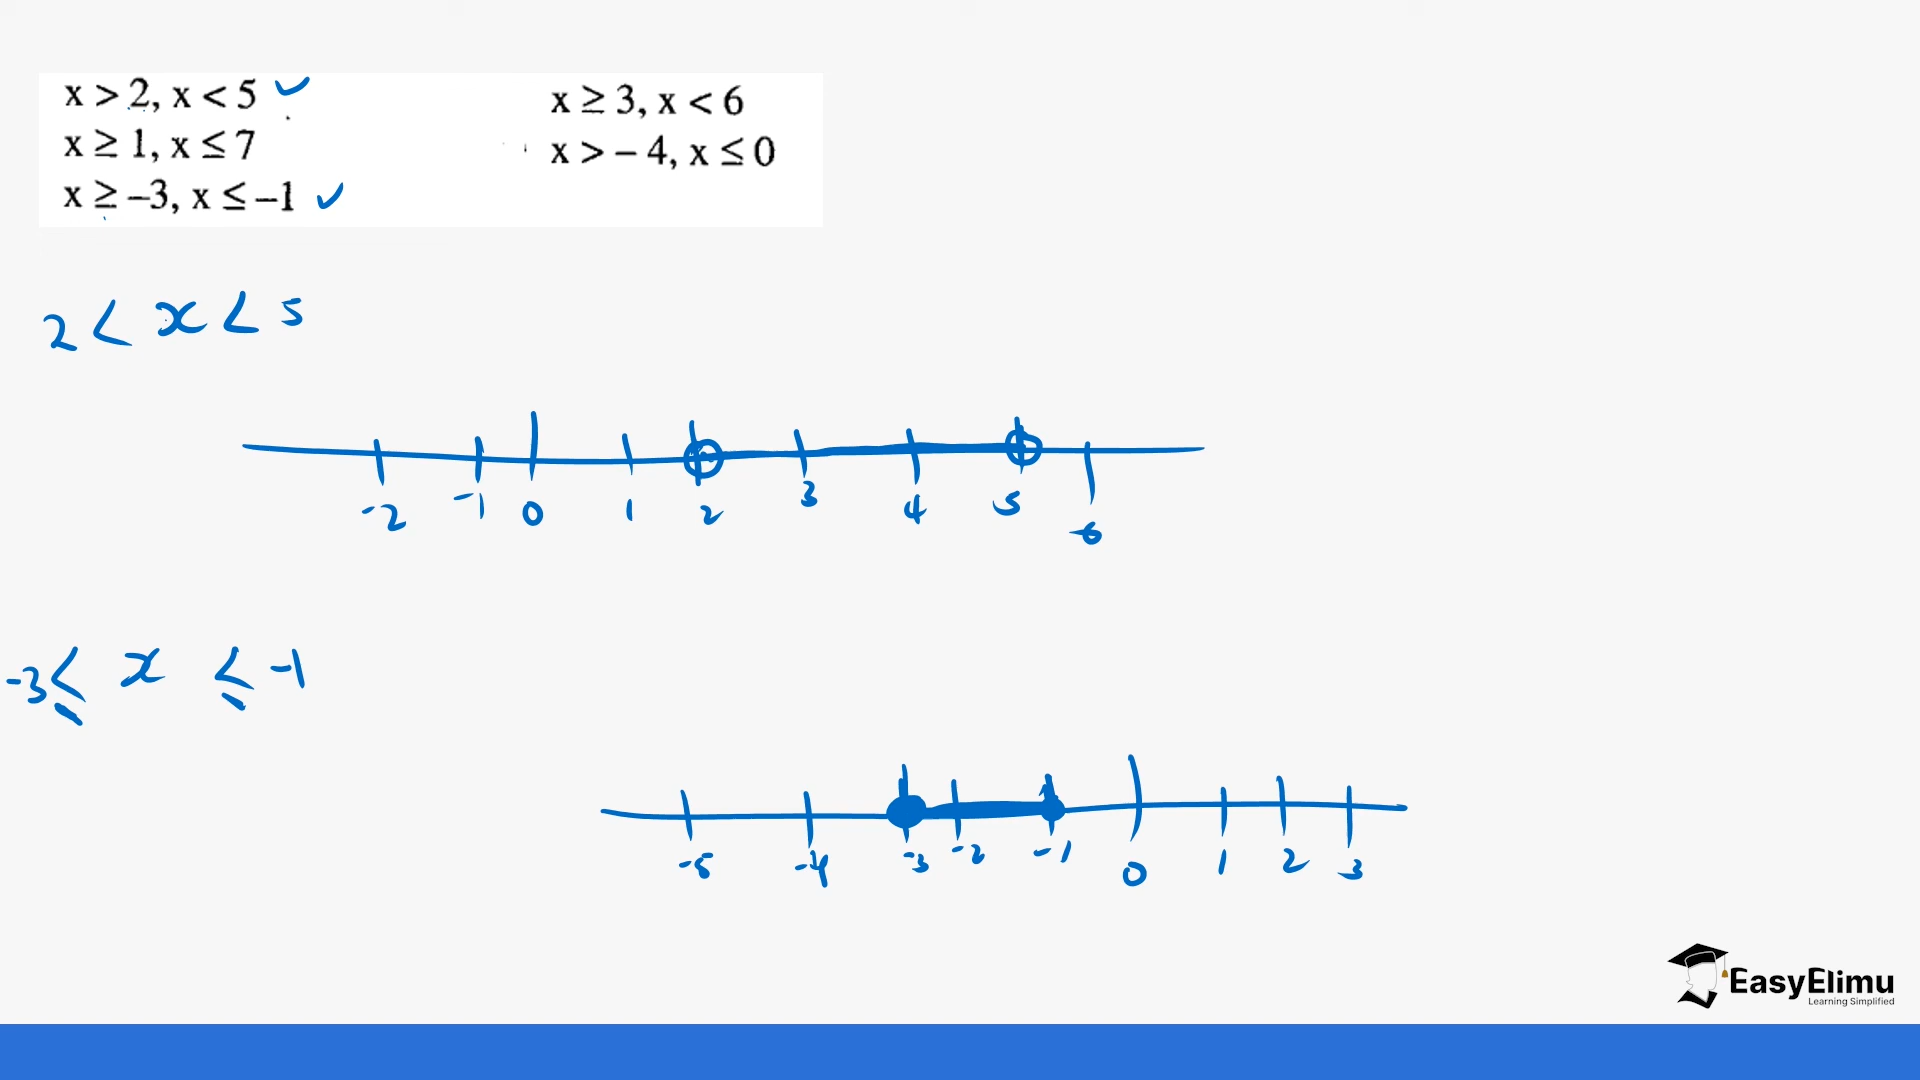 x > 2, x < 5
x ≥ 1, x ≤ 7
x ≥ –3, x ≤ –1
x ≥ 3, x < 6
x > – 4, x ≤ 0
2 < x < 5
-2 -1 0 1 2 3 4 5 -6
-3 ≤ x ≤ -1
-5 -4 -3 -2 -1 0 1 2 3
EasyElimu
Learning Simplified